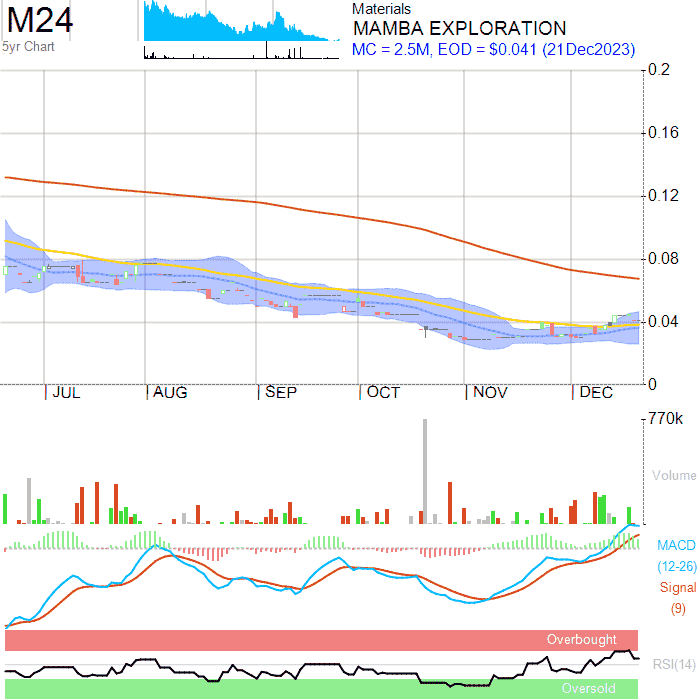 M24
5yr Chart
Materials
MAMBA EXPLORATION
MC = 2.5M, EOD = $0.041 (21Dec2023)
0.2
0.16
0.12
0.08
0.04
0
JUL AUG SEP OCT NOV DEC
770k
Volume
MACD
(12-26)
Signal
(9)
Overbought
RSI(14)
Oversold